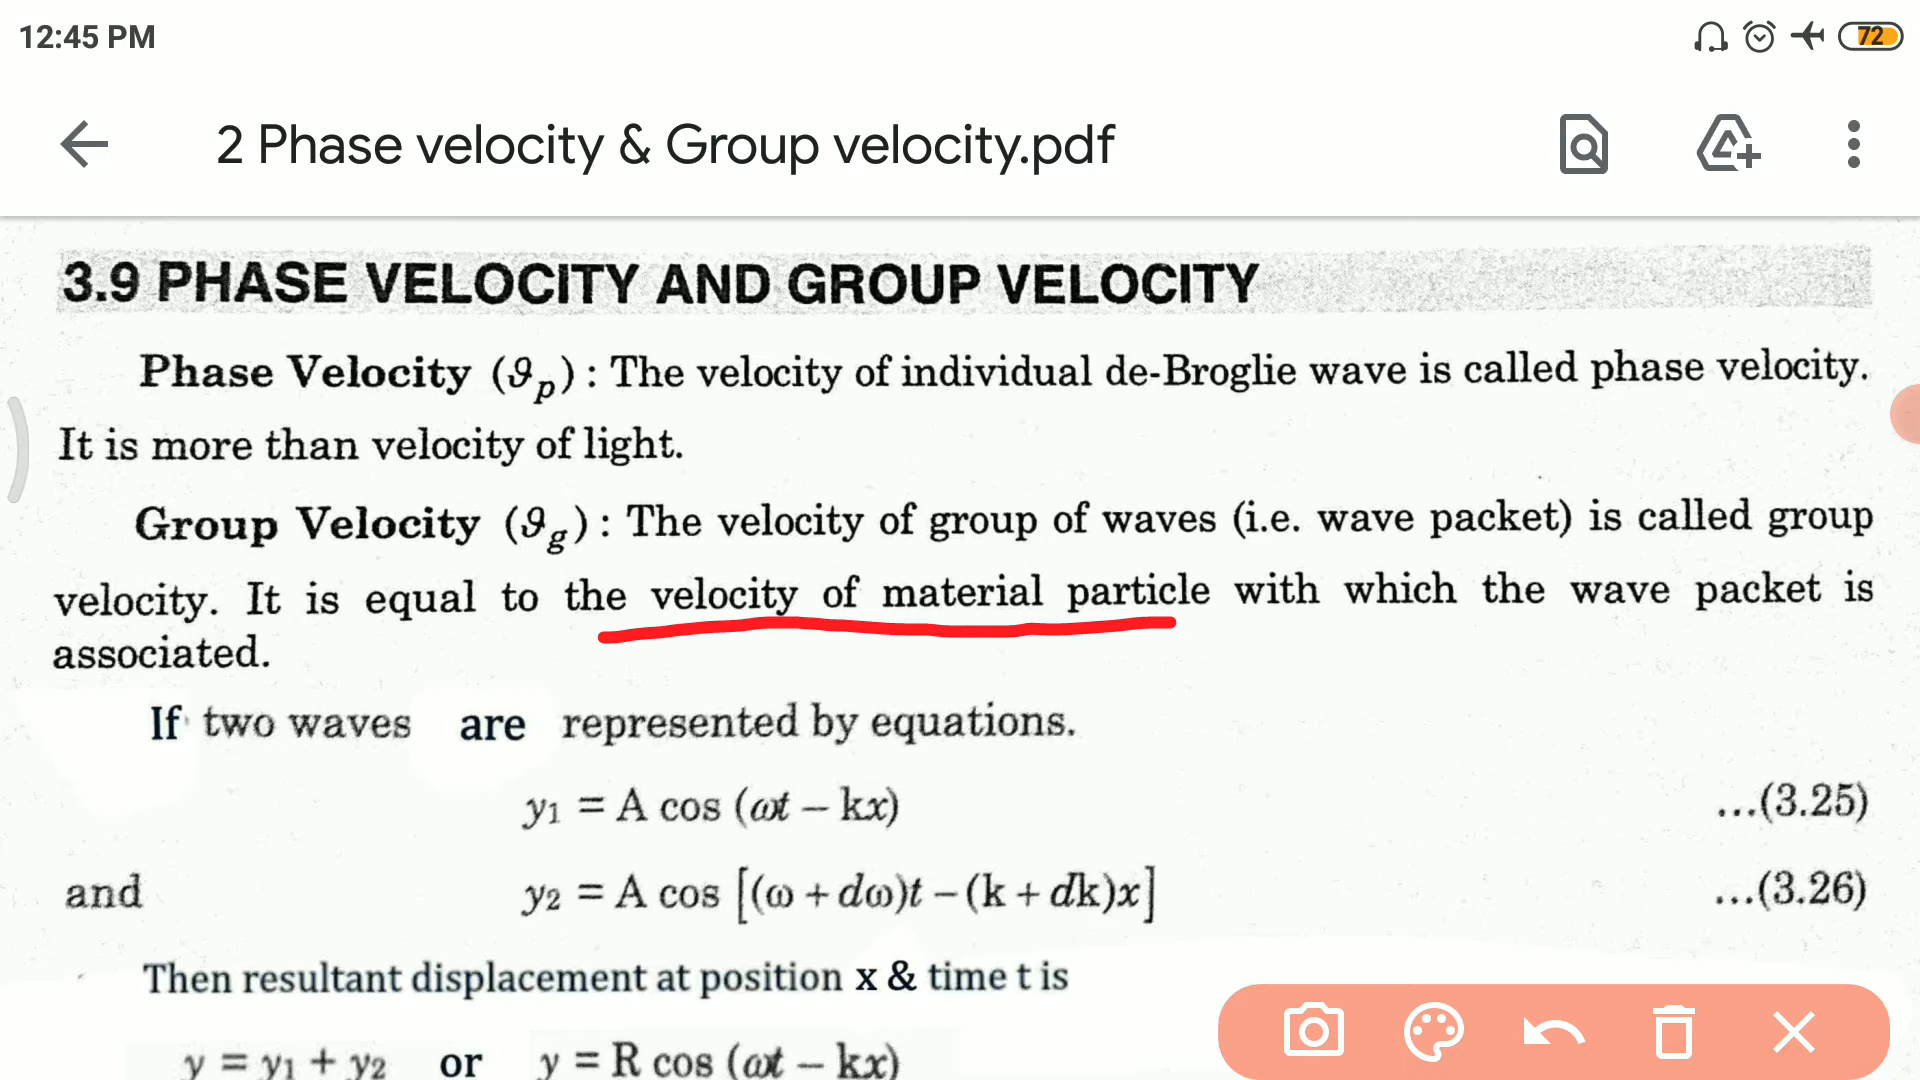 12:45 PM
72
2 Phase velocity & Group velocity.pdf
3.9 PHASE VELOCITY AND GROUP VELOCITY
Phase Velocity (ϑp) : The velocity of individual de-Broglie wave is called phase velocity.
It is more than velocity of light.
Group Velocity (ϑg) : The velocity of group of waves (i.e. wave packet) is called group
velocity. It is equal to the velocity of material particle with which the wave packet is
associated.
If two waves are represented by equations.
y1 = A cos (ωt – kx) ...(3.25)
and y2 = A cos [(ω + dω)t – (k + dk)x] ...(3.26)
Then resultant displacement at position x & time t is
y = y1 + y2 or y = R cos (ωt – kx)